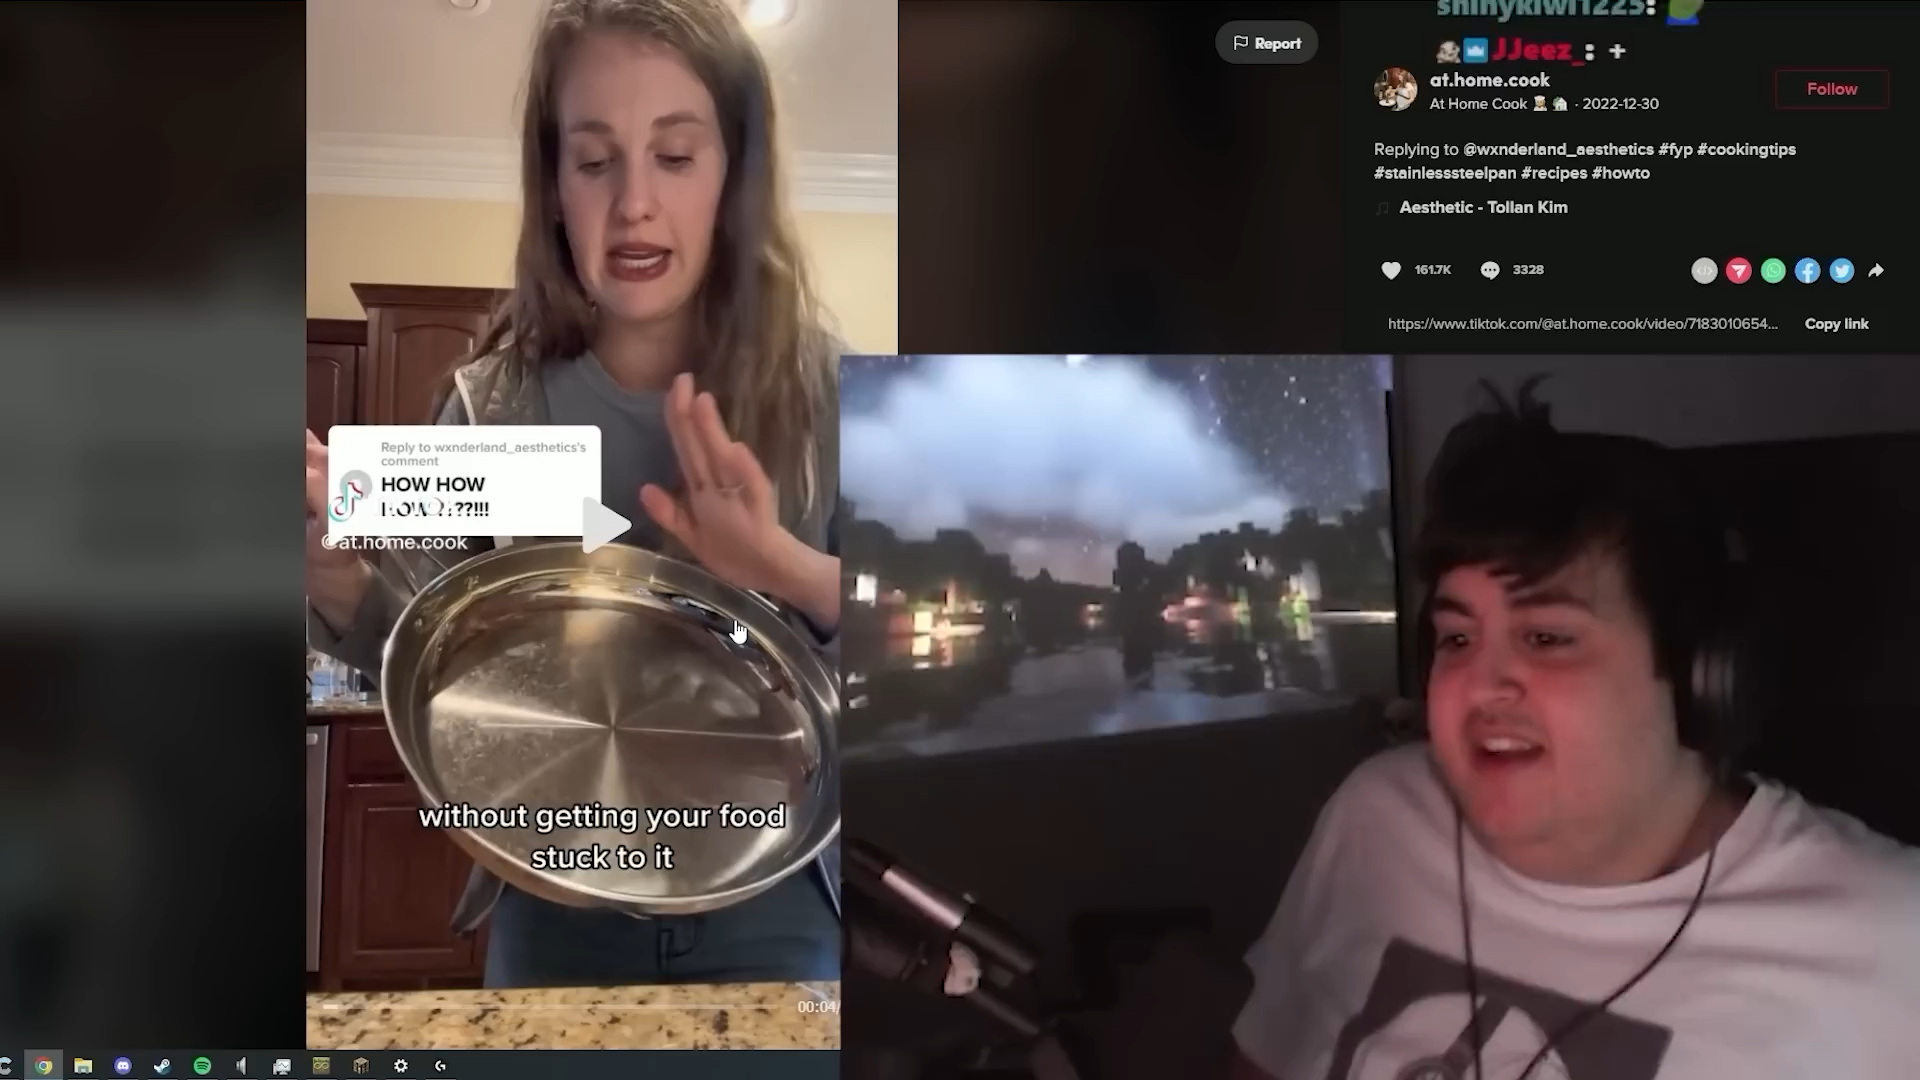 shinykiwi1225:
JJeez_: +
Report
at.home.cook
At Home Cook · 2022-12-30
Follow
Replying to @wxnderland_aesthetics #fyp #cookingtips
#stainlesssteelpan #recipes #howto
Aesthetic - Tollan Kim
161.7K
3328
https://www.tiktok.com/@at.home.cook/video/7183010654...
Copy link
Reply to wxnderland_aesthetics's
comment
HOW HOW
HOW ????!!!
@at.home.cook
without getting your food
stuck to it
00:04/